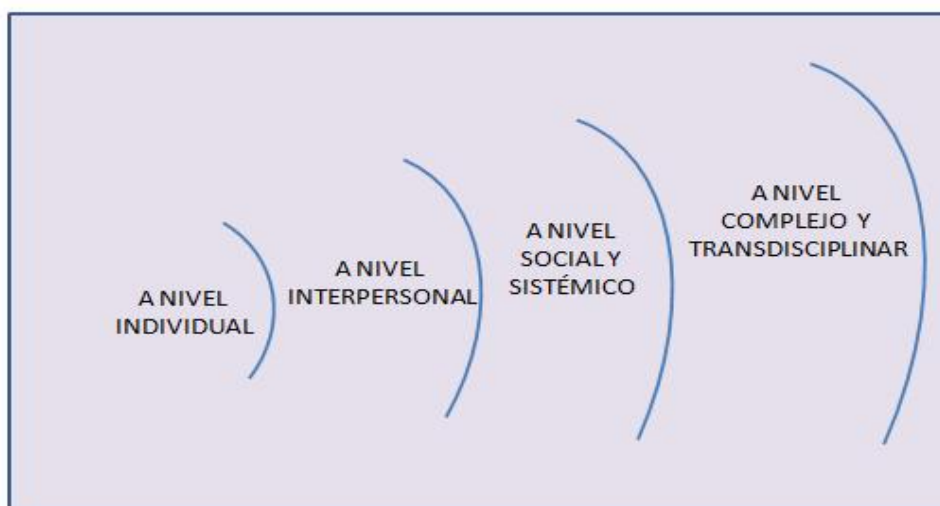 A NIVEL
INDIVIDUAL
A NIVEL
INTERPERSONAL
A NIVEL
SOCIAL Y
SISTÉMICO
A NIVEL
COMPLEJO Y
TRANSDISCIPLINAR